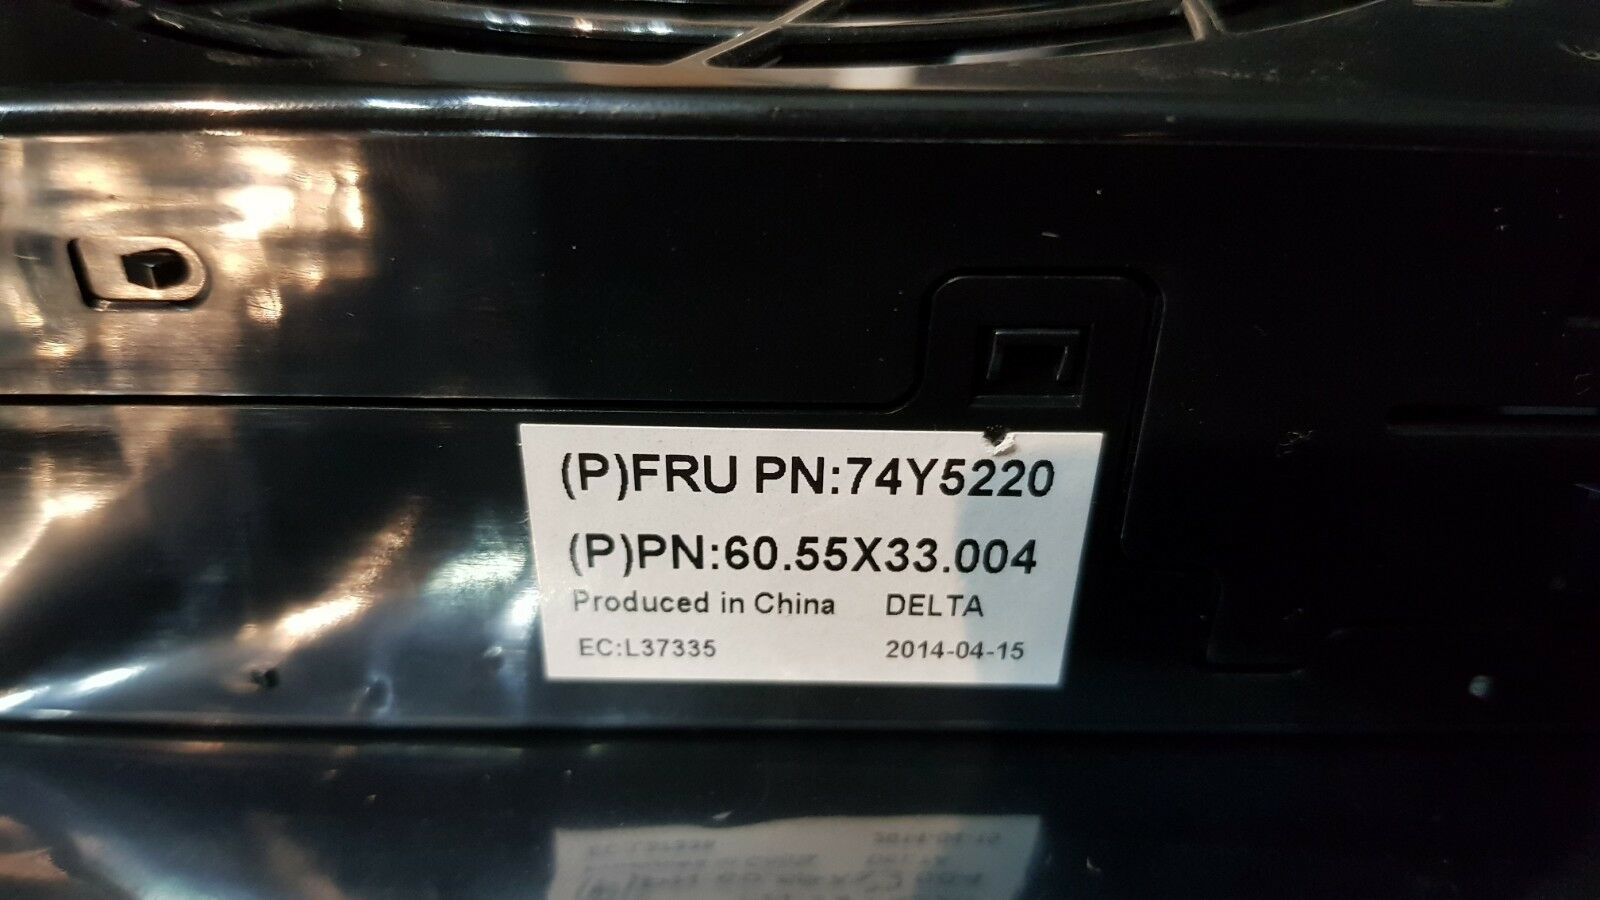 (P)FRU PN:74Y5220
(P)PN:60.55X33.004
Produced in China DELTA
EC:L37335 2014-04-15